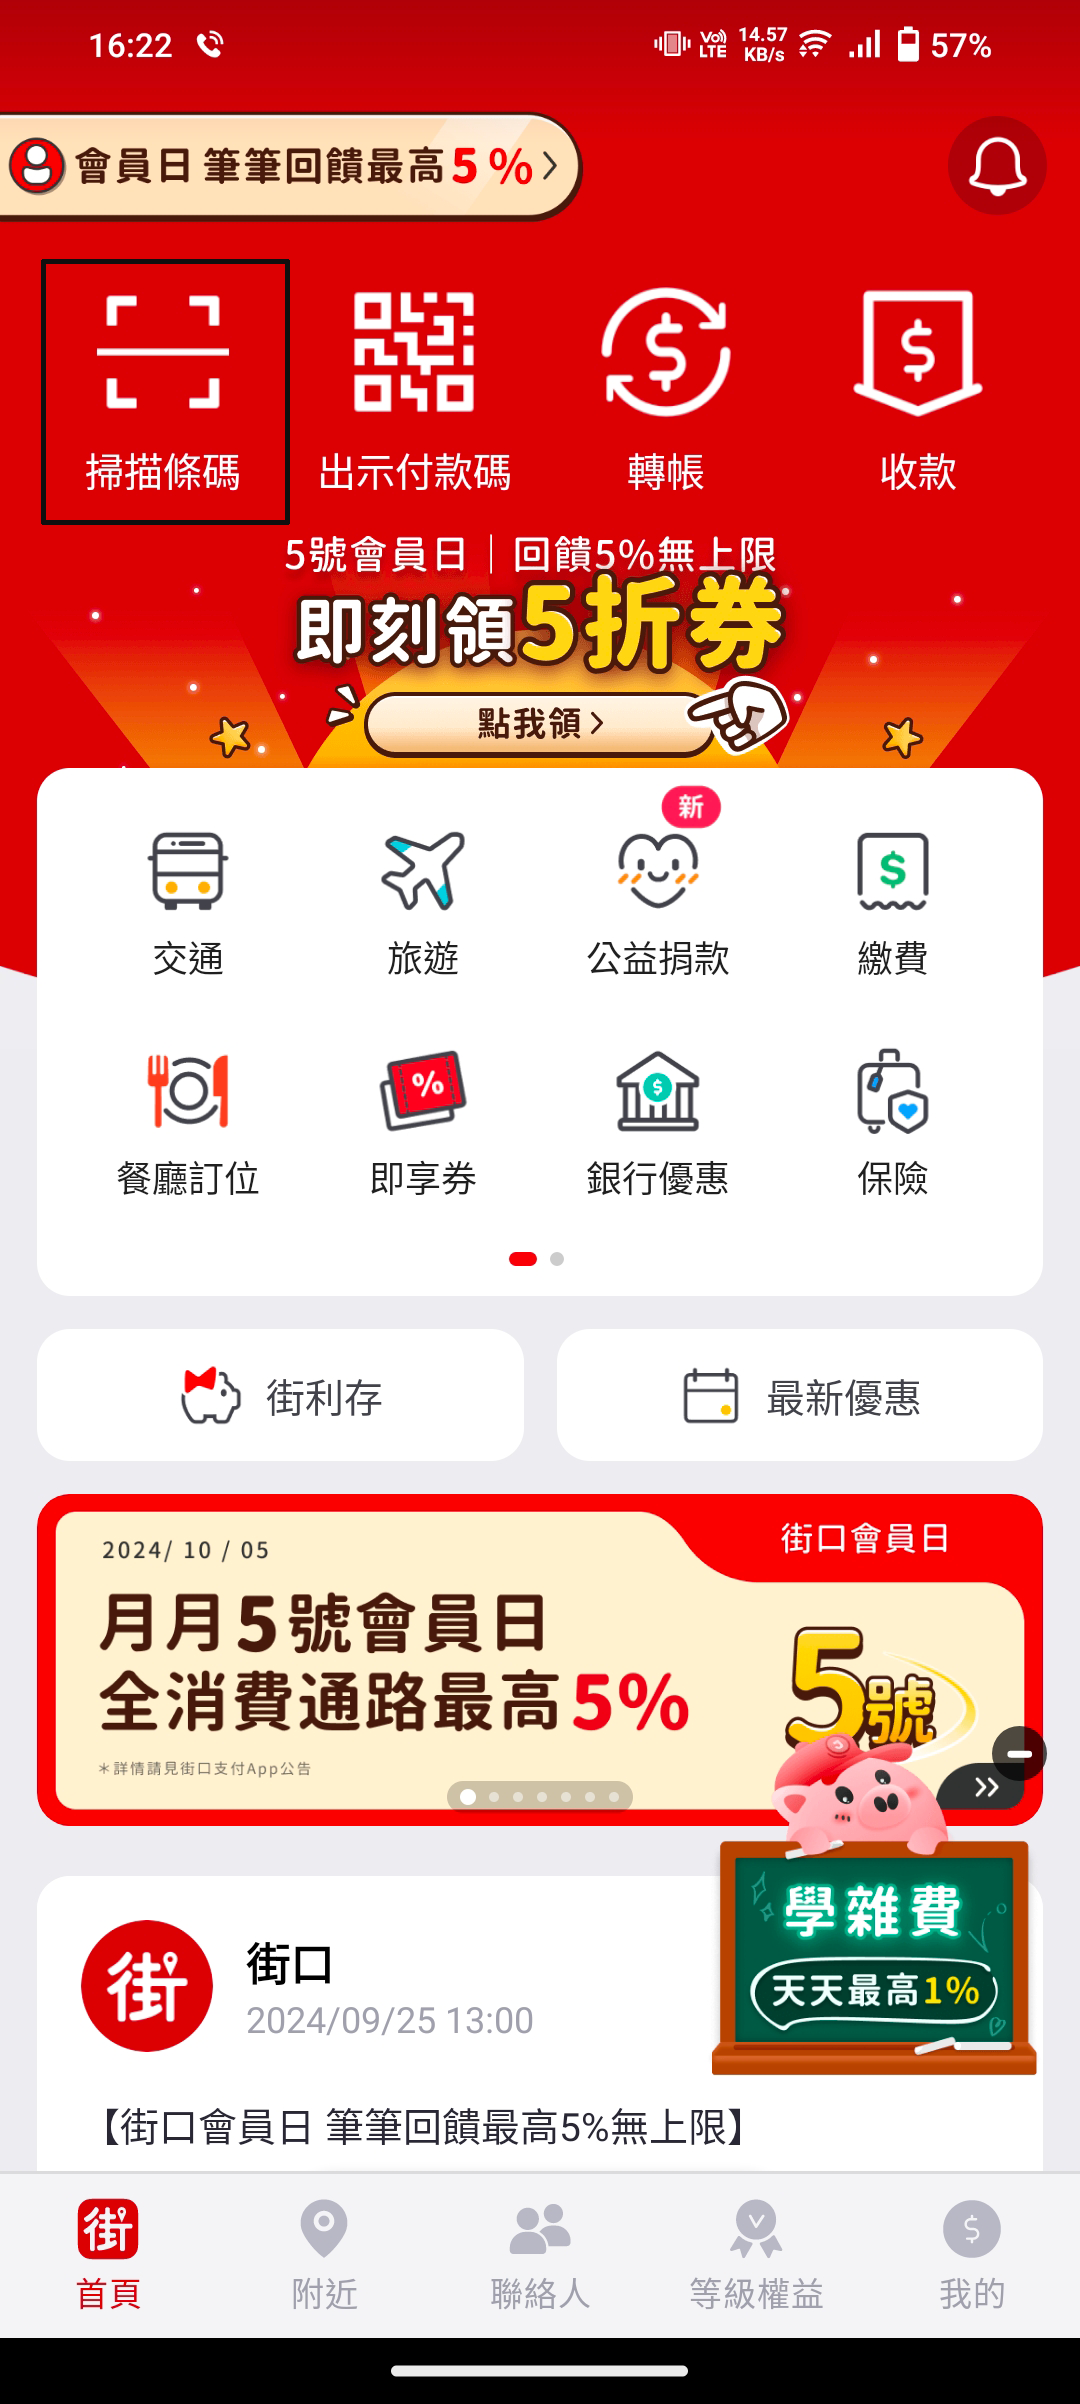 16:22
Vo))
LTE
14.57
KB/s
57%
會員日 筆筆回饋最高5%
掃描條碼
出示付款碼
轉帳
收款
5號會員日｜回饋5%無上限
即刻領5折券
點我領
新
交通
旅遊
公益捐款
繳費
餐廳訂位
即享券
銀行優惠
保險
街利存
最新優惠
2024/ 10 / 05
街口會員日
月月5號會員日
全消費通路最高5%
5號
＊詳情請見街口支付App公告
學雜費
天天最高1%
街
街口
2024/09/25 13:00
【街口會員日 筆筆回饋最高5%無上限】
街
首頁
附近
聯絡人
等級權益
我的